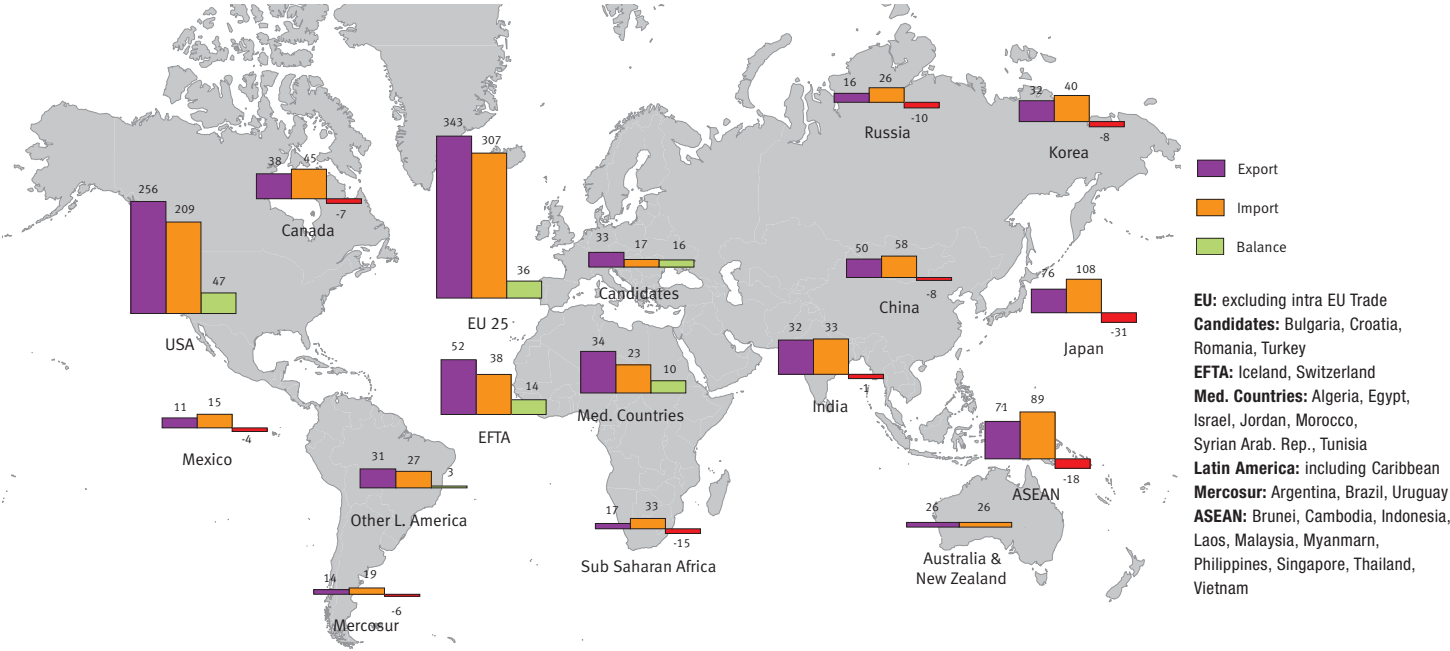 16
26
-10
Russia
32
40
-8
Korea
343
307
36
EU 25
38
45
-7
Canada
256
209
47
USA
33
17
16
Candidates
50
58
-8
China
76
108
-31
Japan
52
38
14
EFTA
34
23
10
Med. Countries
32
33
-1
India
11
15
-4
Mexico
71
89
-18
ASEAN
31
27
3
Other L. America
17
33
-15
Sub Saharan Africa
26
26
Australia &
New Zealand
14
19
-6
Mercosur
Export
Import
Balance
EU: excluding intra EU Trade
Candidates: Bulgaria, Croatia,
Romania, Turkey
EFTA: Iceland, Switzerland
Med. Countries: Algeria, Egypt,
Israel, Jordan, Morocco,
Syrian Arab. Rep., Tunisia
Latin America: including Caribbean
Mercosur: Argentina, Brazil, Uruguay
ASEAN: Brunei, Cambodia, Indonesia,
Laos, Malaysia, Myanmarn,
Philippines, Singapore, Thailand,
Vietnam